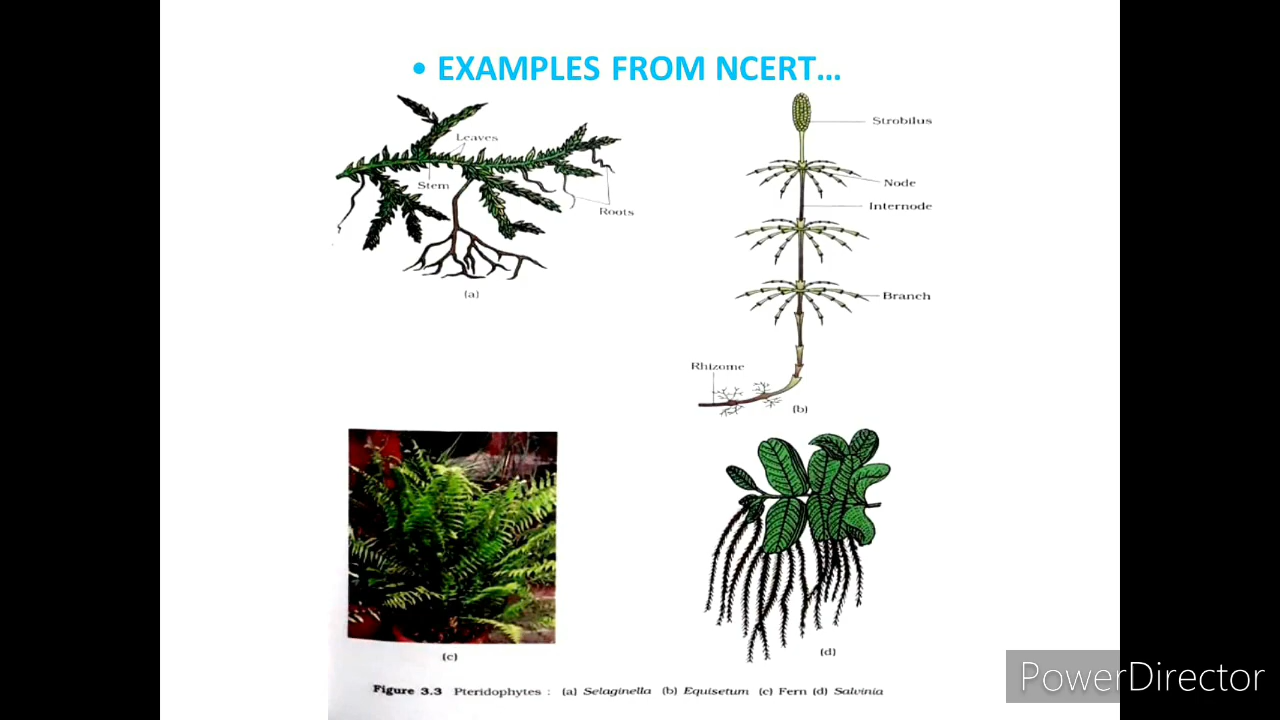 • EXAMPLES FROM NCERT...
Leaves
Stem
Roots
(a)
Strobilus
Node
Internode
Branch
Rhizome
(b)
(c)
(d)
Figure 3.3 Pteridophytes : (a) Selaginella (b) Equisetum (c) Fern (d) Salvinia
PowerDirector